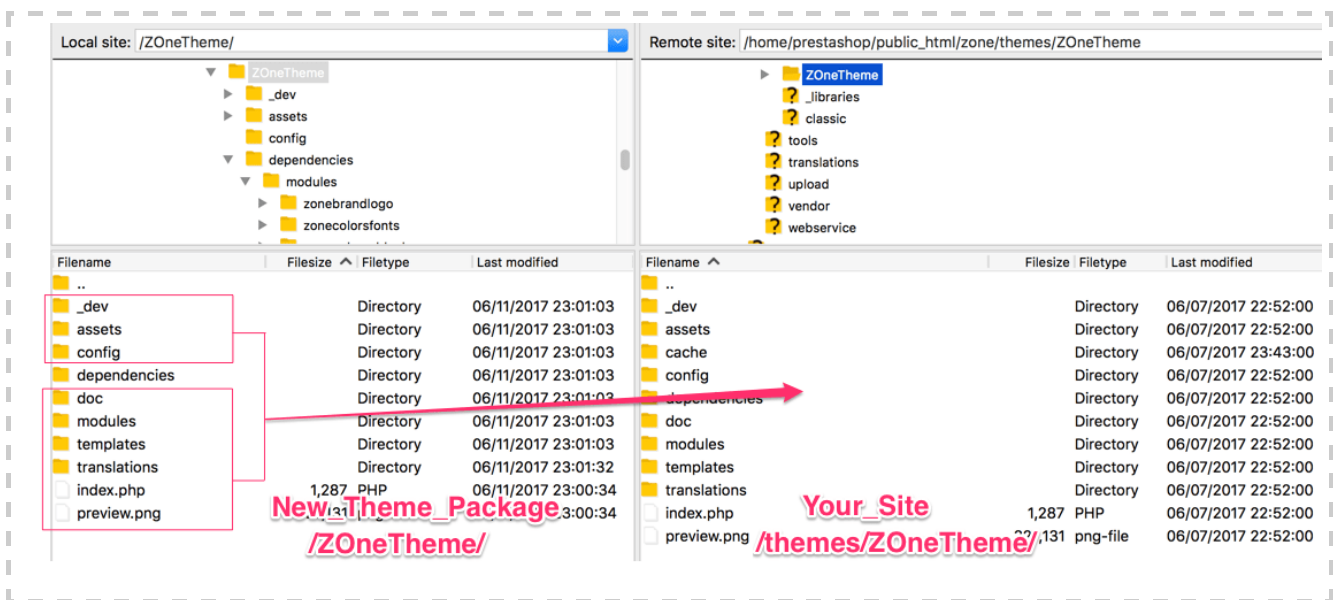 Local site: /ZOneTheme/
ZOneTheme
_dev
assets
config
dependencies
modules
zonebrandlogo
zonecolorsfonts
Remote site: /home/prestashop/public_html/zone/themes/ZOneTheme
ZOneTheme
_libraries
classic
tools
translations
upload
vendor
webservice
Filename Filesize Filetype Last modified
..
_dev Directory 06/11/2017 23:01:03
assets Directory 06/11/2017 23:01:03
config Directory 06/11/2017 23:01:03
dependencies Directory 06/11/2017 23:01:03
doc Directory 06/11/2017 23:01:03
modules Directory 06/11/2017 23:01:03
templates Directory 06/11/2017 23:01:03
translations Directory 06/11/2017 23:01:32
index.php 1,287 PHP 06/11/2017 23:00:34
preview.png 23:00:34
New_Theme_Package
/ZOneTheme/
Filename Filesize Filetype Last modified
..
_dev Directory 06/07/2017 22:52:00
assets Directory 06/07/2017 22:52:00
cache Directory 06/07/2017 23:43:00
config Directory 06/07/2017 22:52:00
dependencies Directory 06/07/2017 22:52:00
doc Directory 06/07/2017 22:52:00
modules Directory 06/07/2017 22:52:00
templates Directory 06/07/2017 22:52:00
translations Directory 06/07/2017 22:52:00
index.php 1,287 PHP 06/07/2017 22:52:00
preview.png png-file 06/07/2017 22:52:00
Your_Site
/themes/ZOneTheme/